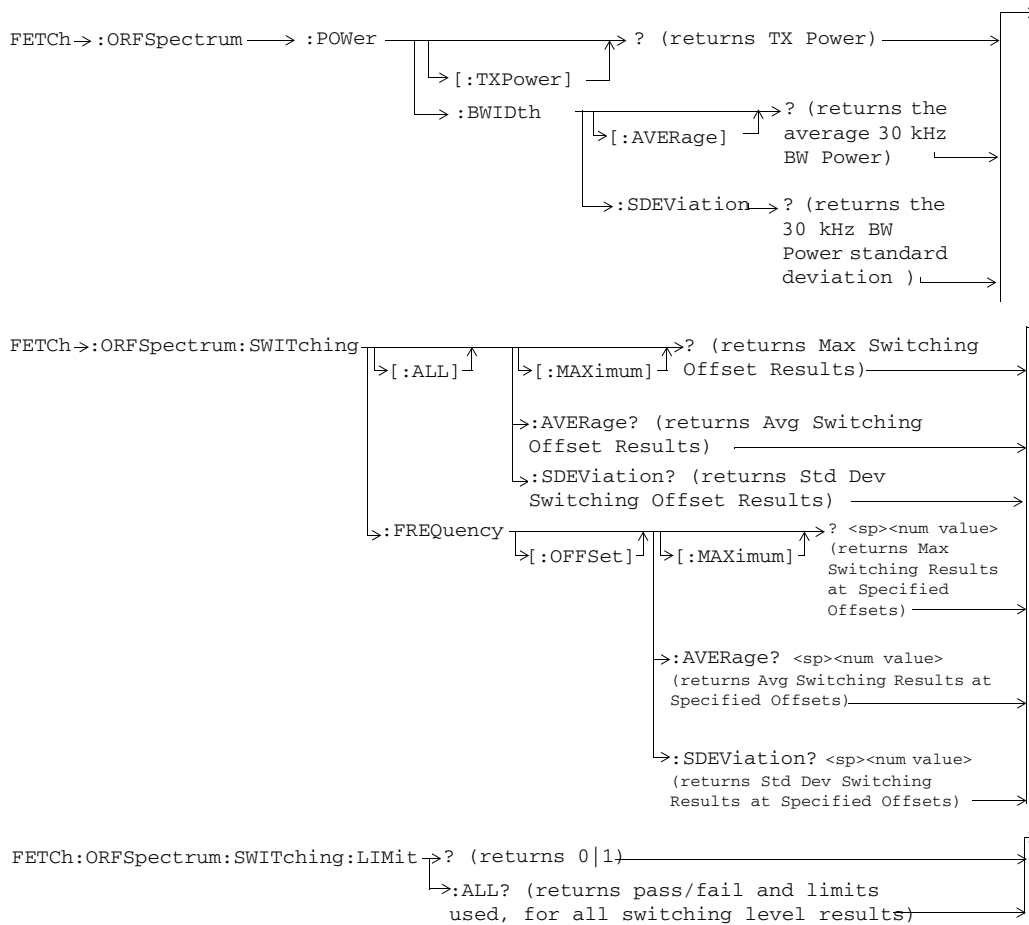 FETCh :ORFSpectrum :POWer ? (returns TX Power)
[:TXPower]
:BWIDth ? (returns the
[:AVERage] average 30 kHz
BW Power)
:SDEViation ? (returns the
30 kHz BW
Power standard
deviation )
FETCh :ORFSpectrum:SWITching ? (returns Max Switching
[:ALL] [:MAXimum] Offset Results)
:AVERage? (returns Avg Switching
Offset Results)
:SDEViation? (returns Std Dev
Switching Offset Results)
:FREQuency ? <sp><num value>
[:OFFSet] [:MAXimum] (returns Max
Switching Results
at Specified
Offsets)
:AVERage? <sp><num value>
(returns Avg Switching Results at
Specified Offsets)
:SDEViation? <sp><num value>
(returns Std Dev Switching
Results at Specified Offsets)
FETCh:ORFSpectrum:SWITching:LIMit ? (returns 0|1)
:ALL? (returns pass/fail and limits
used, for all switching level results)